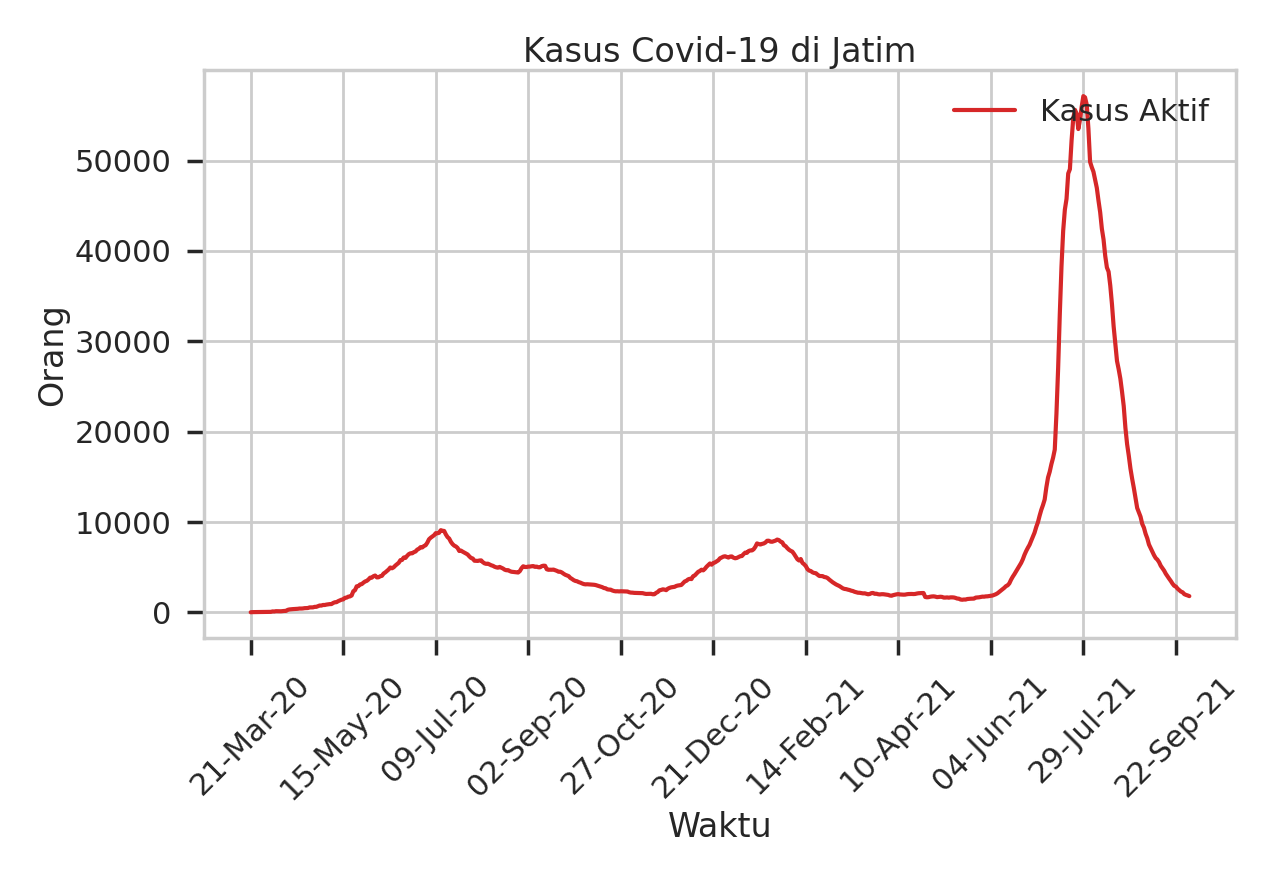 Kasus Covid-19 di Jatim
Kasus Aktif
Orang
50000
40000
30000
20000
10000
0
21-Mar-20
15-May-20
09-Jul-20
02-Sep-20
27-Oct-20
21-Dec-20
14-Feb-21
10-Apr-21
04-Jun-21
29-Jul-21
22-Sep-21
Waktu